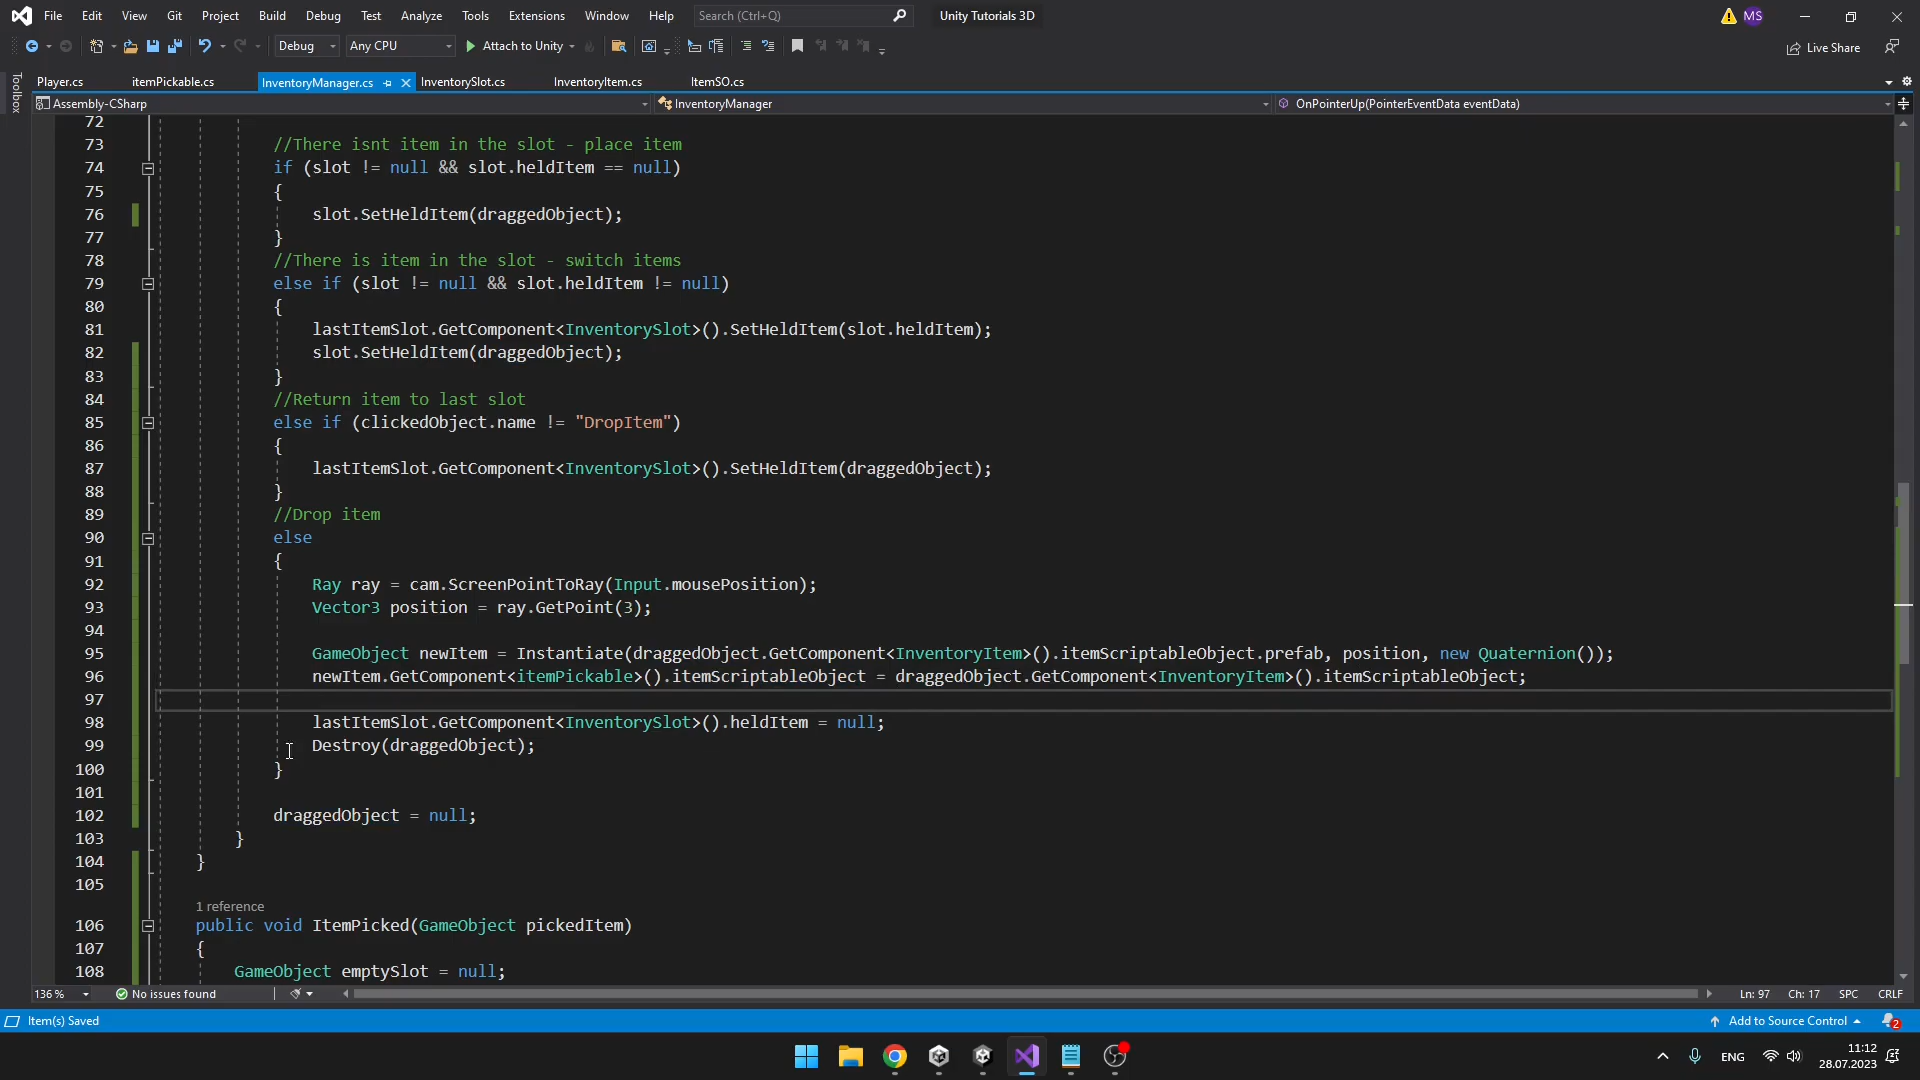 File Edit View Git Project Build Debug Test Analyze Tools Extensions Window Help Search (Ctrl+Q) Unity Tutorials 3D MS
Debug Any CPU Attach to Unity Live Share
Toolbox
Player.cs itemPickable.cs InventoryManager.cs InventorySlot.cs InventoryItem.cs ItemSO.cs
Assembly-CSharp InventoryManager OnPointerUp(PointerEventData eventData)
72
73 //There isnt item in the slot - place item
74 if (slot != null && slot.heldItem == null)
75 {
76 slot.SetHeldItem(draggedObject);
77 }
78 //There is item in the slot - switch items
79 else if (slot != null && slot.heldItem != null)
80 {
81 lastItemSlot.GetComponent<InventorySlot>().SetHeldItem(slot.heldItem);
82 slot.SetHeldItem(draggedObject);
83 }
84 //Return item to last slot
85 else if (clickedObject.name != "DropItem")
86 {
87 lastItemSlot.GetComponent<InventorySlot>().SetHeldItem(draggedObject);
88 }
89 //Drop item
90 else
91 {
92 Ray ray = cam.ScreenPointToRay(Input.mousePosition);
93 Vector3 position = ray.GetPoint(3);
94
95 GameObject newItem = Instantiate(draggedObject.GetComponent<InventoryItem>().itemScriptableObject.prefab, position, new Quaternion());
96 newItem.GetComponent<itemPickable>().itemScriptableObject = draggedObject.GetComponent<InventoryItem>().itemScriptableObject;
97
98 lastItemSlot.GetComponent<InventorySlot>().heldItem = null;
99 Destroy(draggedObject);
100 }
101
102 draggedObject = null;
103 }
104 }
105
1 reference
106 public void ItemPicked(GameObject pickedItem)
107 {
108 GameObject emptySlot = null;
136 % No issues found Ln: 97 Ch: 17 SPC CRLF
Item(s) Saved Add to Source Control 2
ENG 11:12
28.07.2023